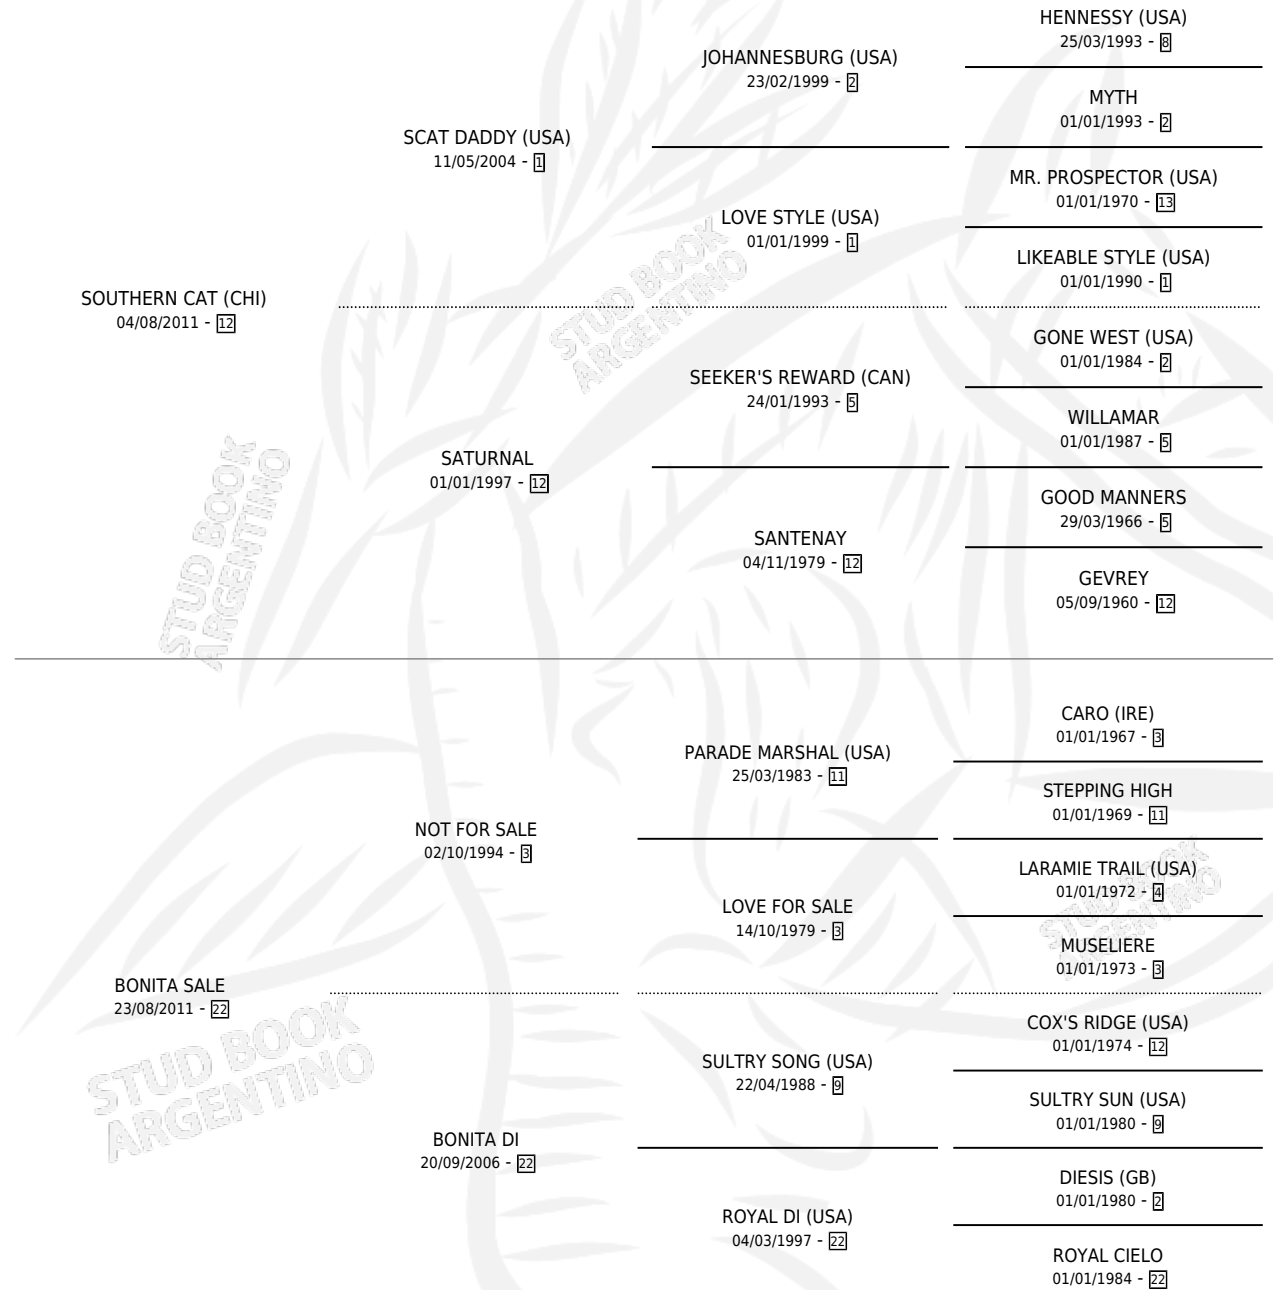 HENNESSY (USA)
25/03/1993 - 8
JOHANNESBURG (USA)
23/02/1999 - 2
MYTH
01/01/1993 - 2
SCAT DADDY (USA)
11/05/2004 - 1
MR. PROSPECTOR (USA)
01/01/1970 - 13
LOVE STYLE (USA)
01/01/1999 - 1
LIKEABLE STYLE (USA)
01/01/1990 - 1
SOUTHERN CAT (CHI)
04/08/2011 - 12
STUD BOOK
ARGENTINO
GONE WEST (USA)
01/01/1984 - 2
SEEKER'S REWARD (CAN)
24/01/1993 - 5
WILLAMAR
01/01/1987 - 5
SATURNAL
01/01/1997 - 12
GOOD MANNERS
29/03/1966 - 5
SANTENAY
04/11/1979 - 12
GEVREY
05/09/1960 - 12
STUD BOOK
ARGENTINO
CARO (IRE)
01/01/1967 - 3
PARADE MARSHAL (USA)
25/03/1983 - 11
STEPPING HIGH
01/01/1969 - 11
NOT FOR SALE
02/10/1994 - 3
LARAMIE TRAIL (USA)
01/01/1972 - 4
LOVE FOR SALE
14/10/1979 - 3
MUSELIERE
01/01/1973 - 3
STUD BOOK
ARGENTINO
BONITA SALE
23/08/2011 - 22
COX'S RIDGE (USA)
01/01/1974 - 12
SULTRY SONG (USA)
22/04/1988 - 9
SULTRY SUN (USA)
01/01/1980 - 9
STUD BOOK
ARGENTINO
BONITA DI
20/09/2006 - 22
DIESIS (GB)
01/01/1980 - 2
ROYAL DI (USA)
04/03/1997 - 22
ROYAL CIELO
01/01/1984 - 22